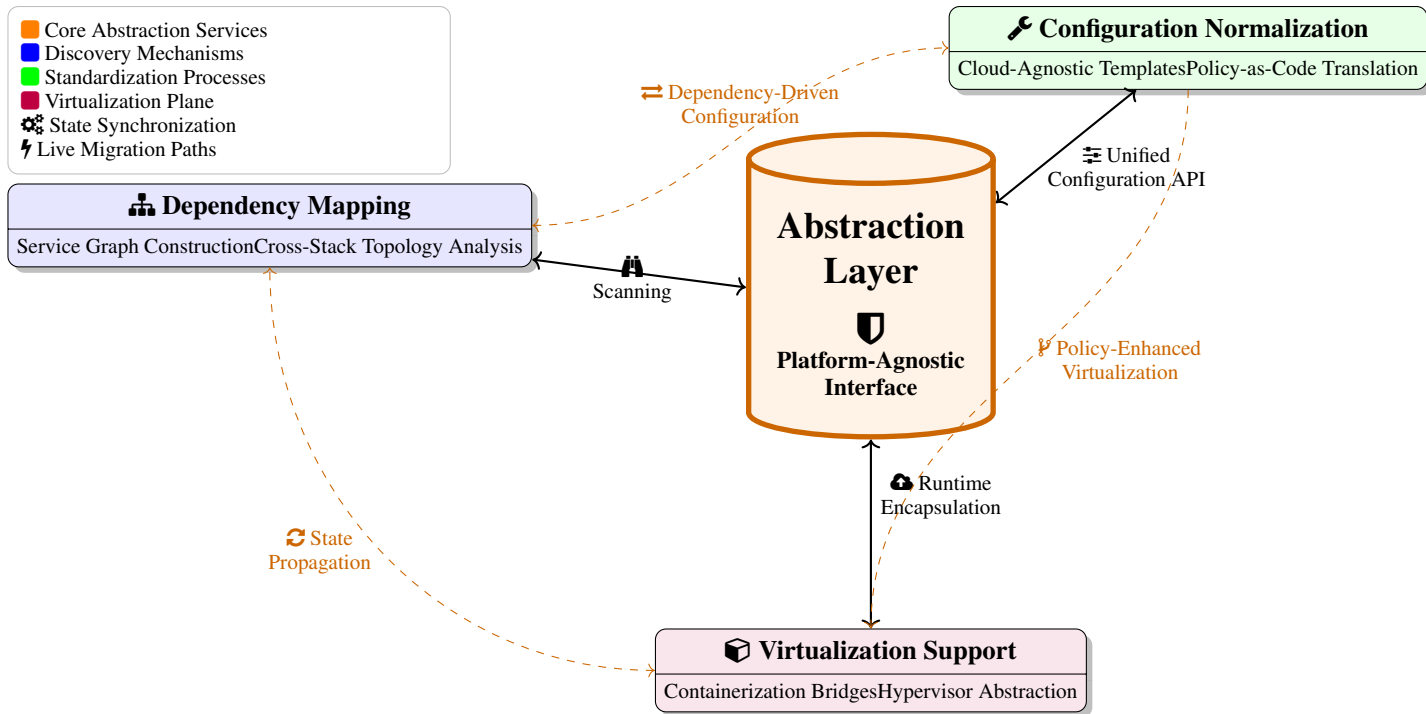 Core Abstraction Services
Discovery Mechanisms
Standardization Processes
Virtualization Plane
State Synchronization
Live Migration Paths
Configuration Normalization
Cloud-Agnostic TemplatesPolicy-as-Code Translation
Dependency-Driven
Configuration
Unified
Configuration API
Dependency Mapping
Service Graph ConstructionCross-Stack Topology Analysis
Scanning
Abstraction
Layer
Platform-Agnostic
Interface
Policy-Enhanced
Virtualization
Runtime
Encapsulation
State
Propagation
Virtualization Support
Containerization BridgesHypervisor Abstraction